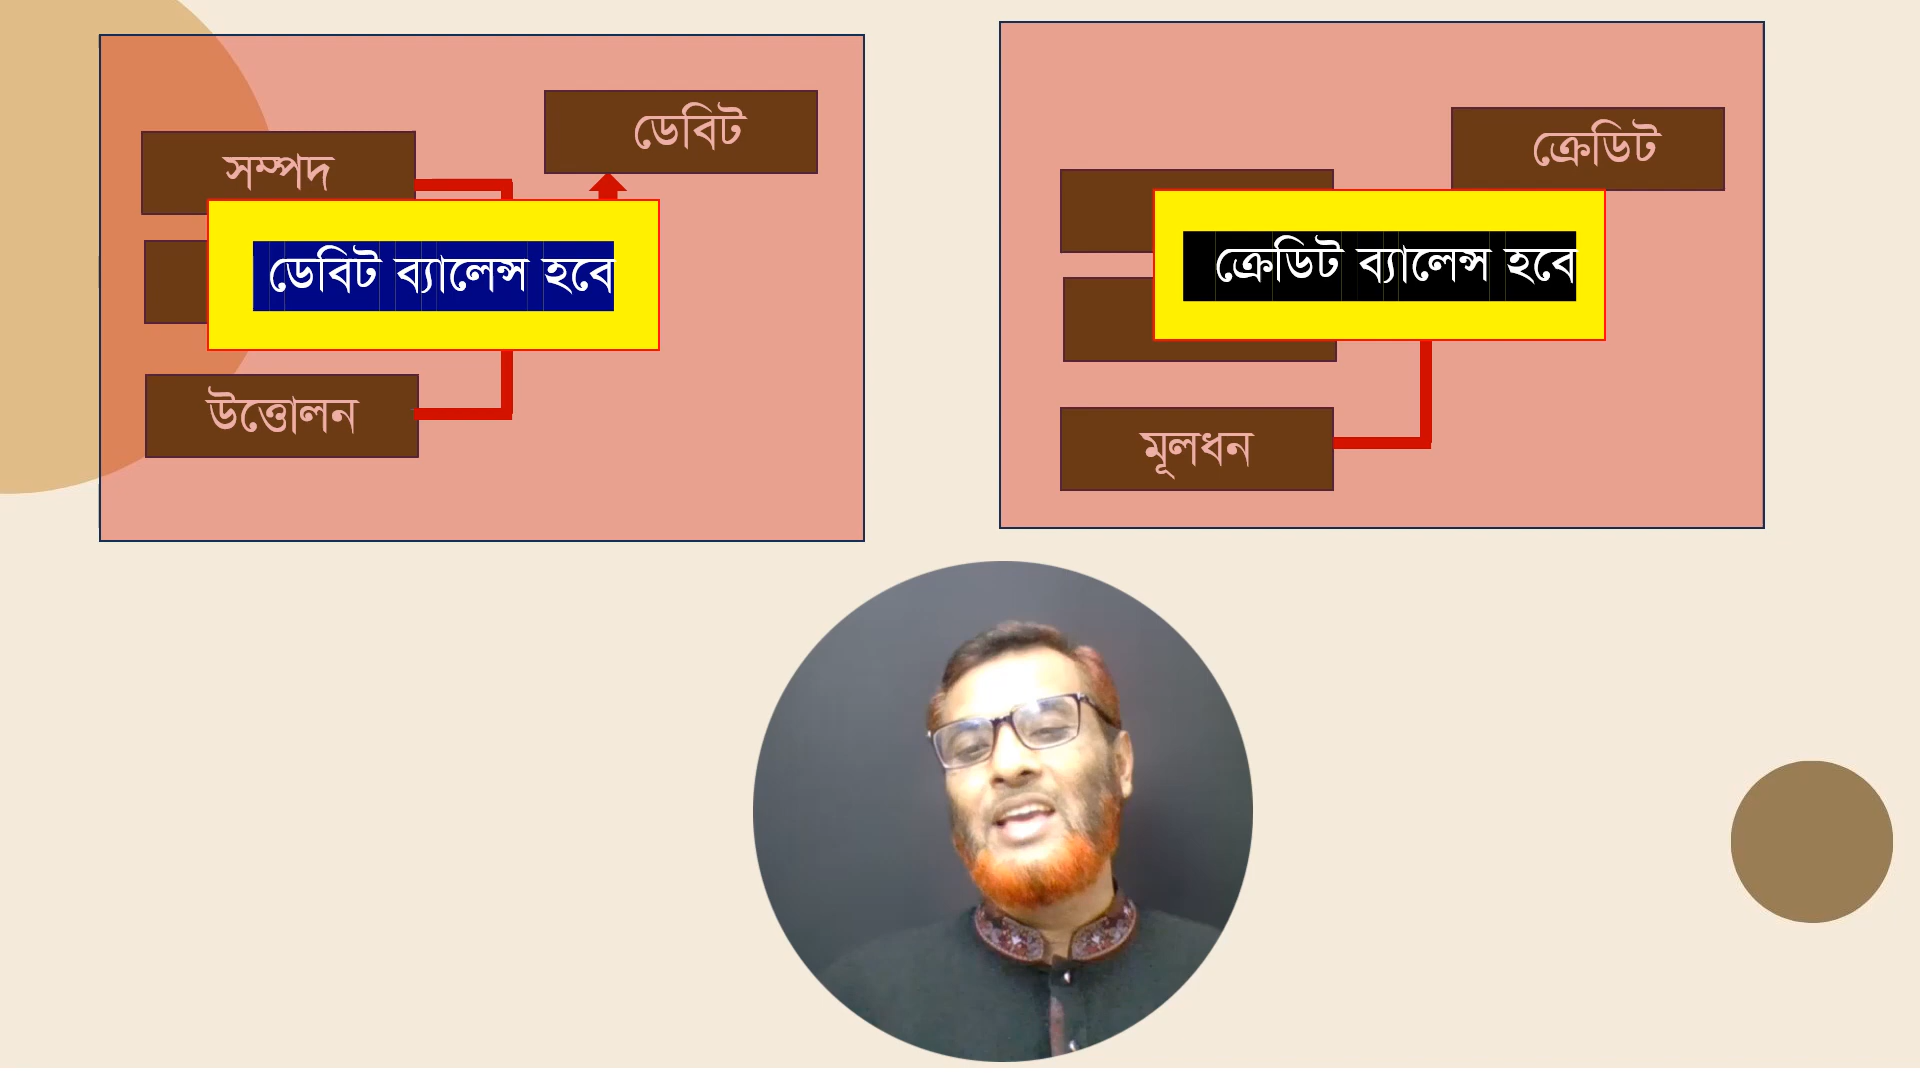 ডেবিট
সম্পদ
ডেবিট ব্যালেন্স হবে
উত্তোলন
ক্রেডিট
ক্রেডিট ব্যালেন্স হবে
মূলধন